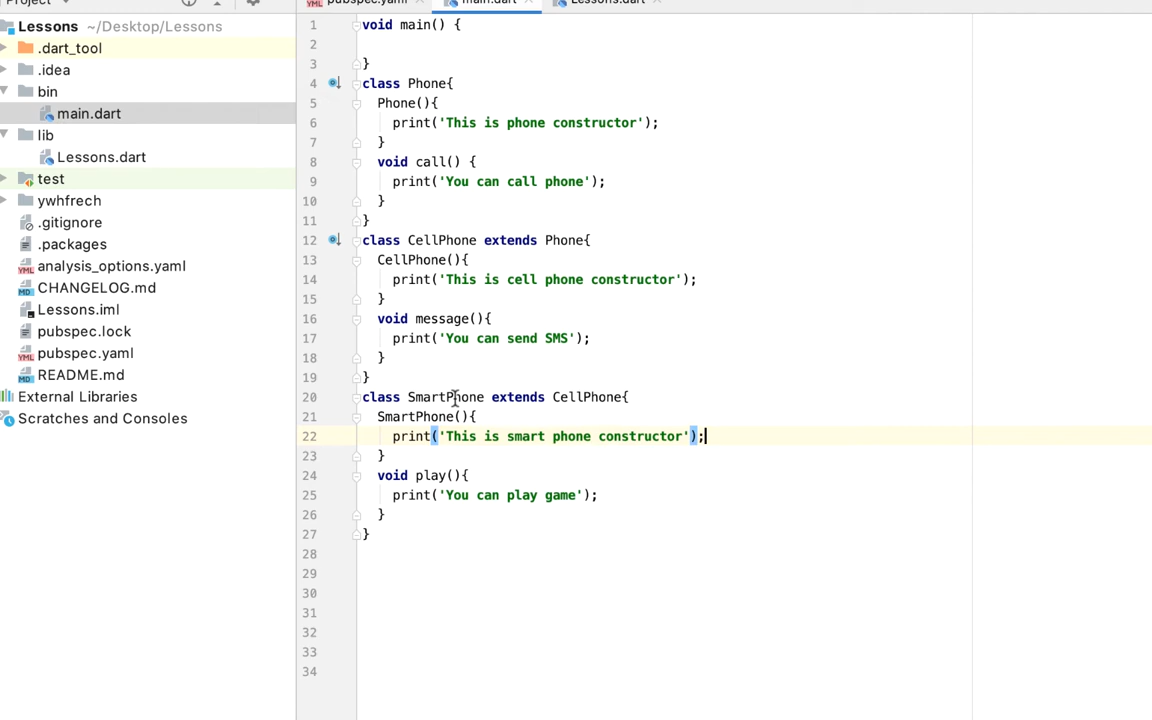 Project
pubspec.yaml
main.dart
Lessons.dart
Lessons ~/Desktop/Lessons
.dart_tool
.idea
bin
main.dart
lib
Lessons.dart
test
ywhfrech
.gitignore
.packages
analysis_options.yaml
CHANGELOG.md
Lessons.iml
pubspec.lock
pubspec.yaml
README.md
External Libraries
Scratches and Consoles
1 void main() {
2
3 }
4 class Phone{
5 Phone(){
6 print('This is phone constructor');
7 }
8 void call() {
9 print('You can call phone');
10 }
11 }
12 class CellPhone extends Phone{
13 CellPhone(){
14 print('This is cell phone constructor');
15 }
16 void message(){
17 print('You can send SMS');
18 }
19 }
20 class SmartPhone extends CellPhone{
21 SmartPhone(){
22 print('This is smart phone constructor');
23 }
24 void play(){
25 print('You can play game');
26 }
27 }
28
29
30
31
32
33
34